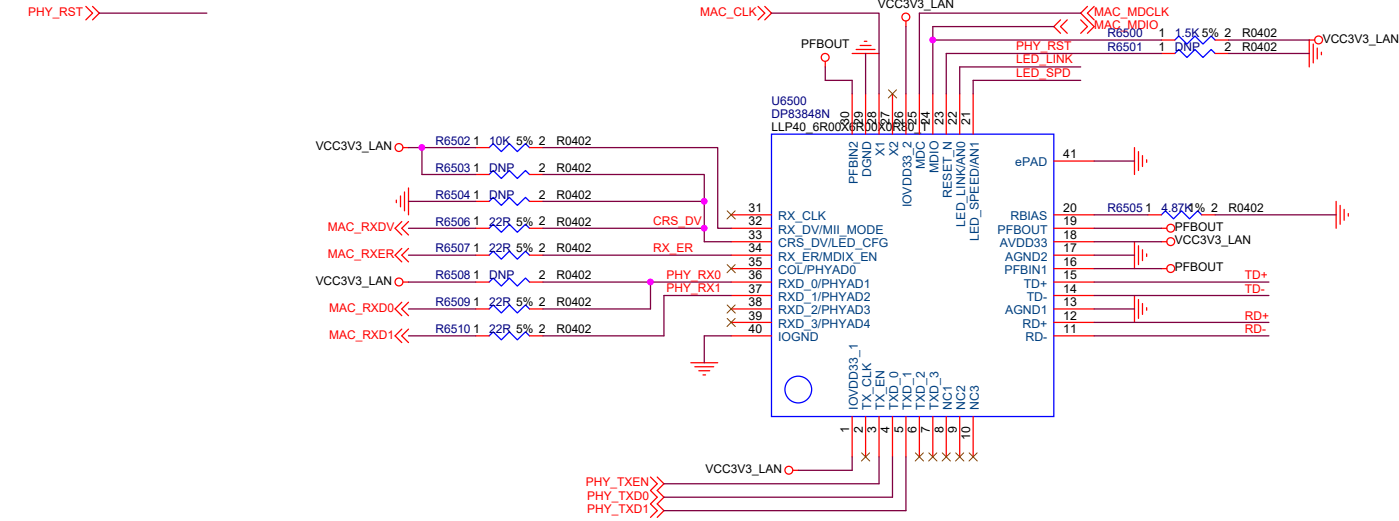 PHY_RST
MAC_CLK
VCC3V3_LAN
MAC_MDCLK
MAC_MDIO
PFBOUT
R6500 1 1.5K 5% 2 R0402
VCC3V3_LAN
PHY_RST
R6501 1 DNP 2 R0402
LED_LINK
LED_SPD
U6500
DP83848N
LLP40_6R00X6R00X0R80_1
30 29 28 27 26 25 24 23 22 21
PFBIN2
DGND
X1
X2
IOVDD33_2
MDC
MDIO
RESET_N
LED_LINK/AN0
LED_SPEED/AN1
VCC3V3_LAN
R6502 1 10K 5% 2 R0402
R6503 1 DNP 2 R0402
R6504 1 DNP 2 R0402
MAC_RXDV
R6506 1 22R 5% 2 R0402
CRS_DV
MAC_RXER
R6507 1 22R 5% 2 R0402
RX_ER
VCC3V3_LAN
R6508 1 DNP 2 R0402
PHY_RX0
MAC_RXD0
R6509 1 22R 5% 2 R0402
PHY_RX1
MAC_RXD1
R6510 1 22R 5% 2 R0402
31 RX_CLK
32 RX_DV/MII_MODE
33 CRS_DV/LED_CFG
34 RX_ER/MDIX_EN
35 COL/PHYAD0
36 RXD_0/PHYAD1
37 RXD_1/PHYAD2
38 RXD_2/PHYAD3
39 RXD_3/PHYAD4
40 IOGND
ePAD 41
RBIAS 20 R6505 1 4.87K 1% 2 R0402
PFBOUT 19 PFBOUT
AVDD33 18 VCC3V3_LAN
AGND2 17
PFBIN1 16 PFBOUT
TD+ 15 TD+
TD- 14 TD-
AGND1 13
RD+ 12 RD+
RD- 11 RD-
IOVDD33_1
TX_CLK
TX_EN
TXD_0
TXD_1
TXD_2
TXD_3
NC1
NC2
NC3
1 2 3 4 5 6 7 8 9 10
VCC3V3_LAN
PHY_TXEN
PHY_TXD0
PHY_TXD1